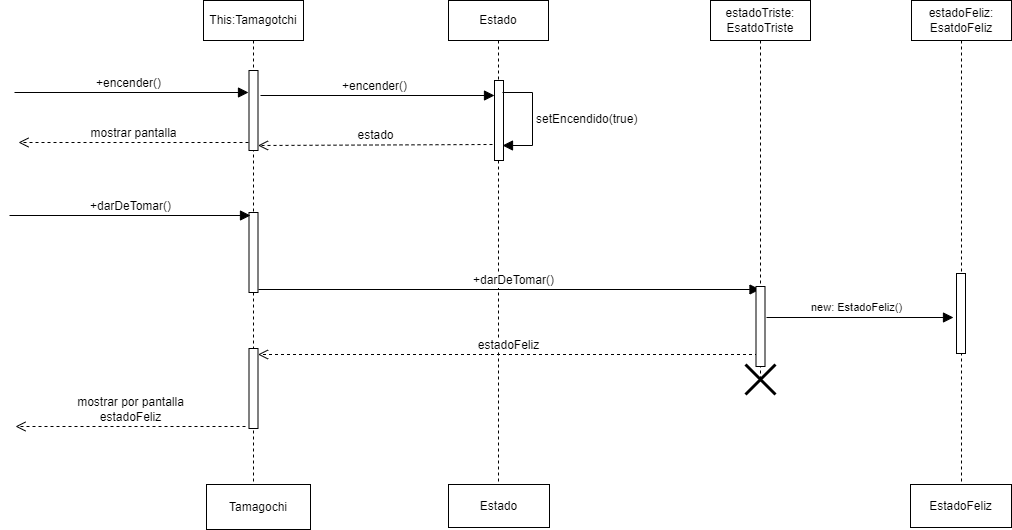 This:Tamagotchi
Estado
estadoTriste:
EsatdoTriste
estadoFeliz:
EsatdoFeliz
+encender()
+encender()
setEncendido(true)
mostrar pantalla
estado
+darDeTomar()
+darDeTomar()
new: EstadoFeliz()
estadoFeliz
mostrar por pantalla
estadoFeliz
Tamagochi
Estado
EstadoFeliz